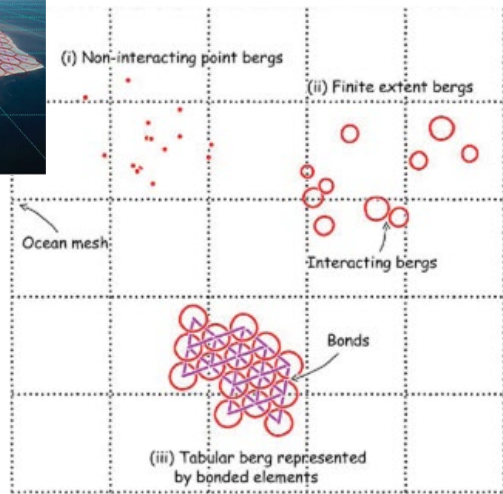 (i) Non-interacting point bergs
(ii) Finite extent bergs
Ocean mesh
Interacting bergs
Bonds
(iii) Tabular berg represented
by bonded elements